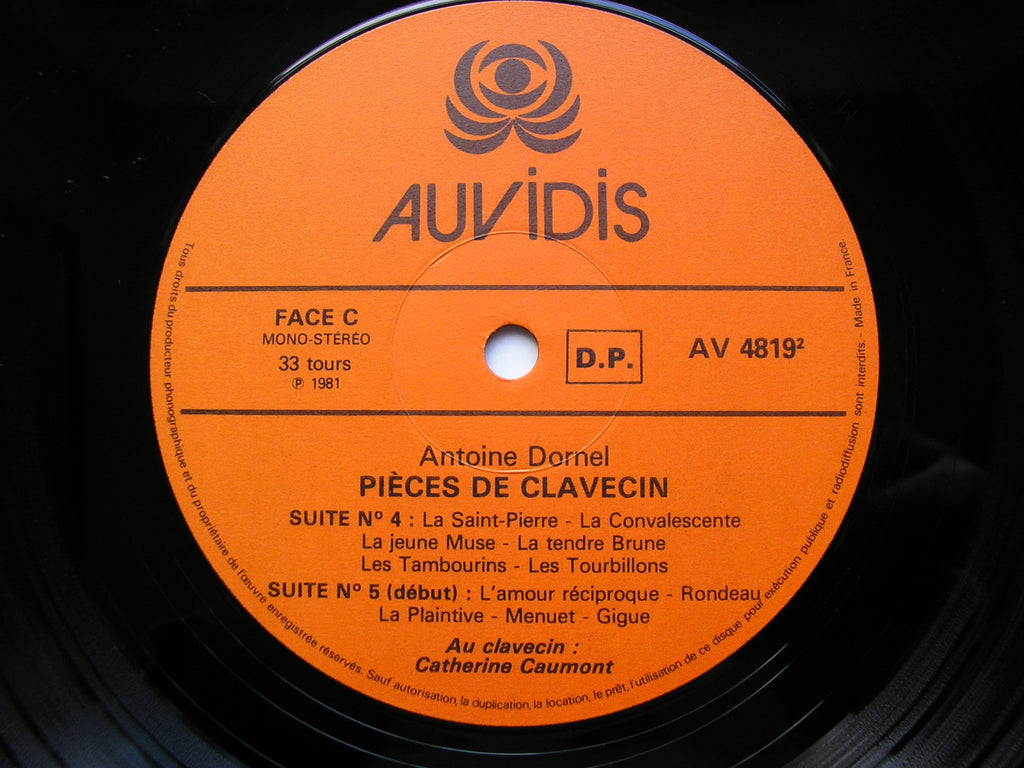 AUViDiS
FACE C
MONO-STÉRÉO
33 tours
℗ 1981
D.P.
AV 4819²
Antoine Dornel
PIÈCES DE CLAVECIN
SUITE Nº 4 : La Saint-Pierre - La Convalescente
La jeune Muse - La tendre Brune
Les Tambourins - Les Tourbillons
SUITE Nº 5 (début) : L'amour réciproque - Rondeau
La Plaintive - Menuet - Gigue
Au clavecin :
Catherine Caumont
Tous droits du producteur phonographique et du propriétaire de l'œuvre enregistrée réservés. Sauf autorisation, la duplication, la location, le prêt, l'utilisation de ce disque pour exécution publique et radiodiffusion sont interdits. - Made in France.